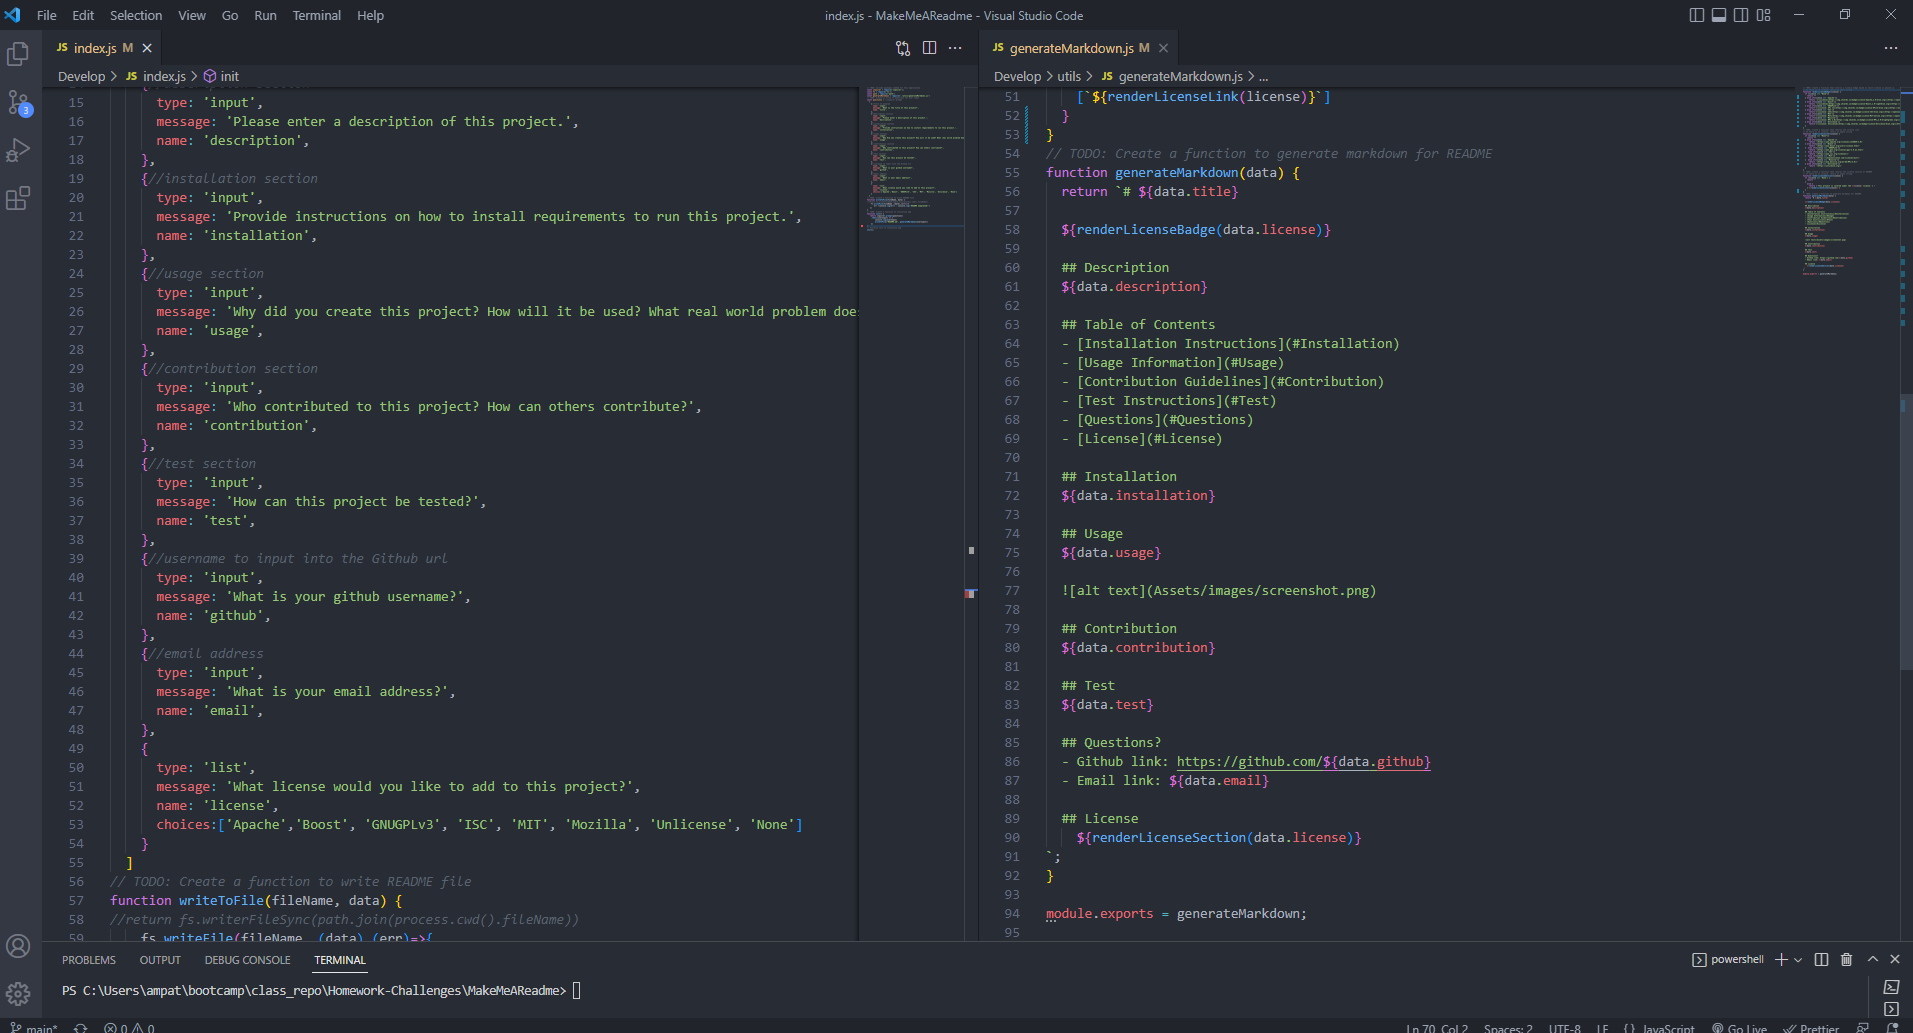 File Edit Selection View Go Run Terminal Help
index.js - MakeMeAReadme - Visual Studio Code
3
JS index.js M
Develop > JS index.js > init
15 type: 'input',
16 message: 'Please enter a description of this project.',
17 name: 'description',
18 },
19 {//installation section
20 type: 'input',
21 message: 'Provide instructions on how to install requirements to run this project.',
22 name: 'installation',
23 },
24 {//usage section
25 type: 'input',
26 message: 'Why did you create this project? How will it be used? What real world problem doe
27 name: 'usage',
28 },
29 {//contribution section
30 type: 'input',
31 message: 'Who contributed to this project? How can others contribute?',
32 name: 'contribution',
33 },
34 {//test section
35 type: 'input',
36 message: 'How can this project be tested?',
37 name: 'test',
38 },
39 {//username to input into the Github url
40 type: 'input',
41 message: 'What is your github username?',
42 name: 'github',
43 },
44 {//email address
45 type: 'input',
46 message: 'What is your email address?',
47 name: 'email',
48 },
49 {
50 type: 'list',
51 message: 'What license would you like to add to this project?',
52 name: 'license',
53 choices:['Apache','Boost', 'GNUGPLv3', 'ISC', 'MIT', 'Mozilla', 'Unlicense', 'None']
54 }
55 ]
56 // TODO: Create a function to write README file
57 function writeToFile(fileName, data) {
58 //return fs.writerFileSync(path.join(process.cwd().fileName))
59 fs.writeFile(fileName, (data),(err)=>{
JS generateMarkdown.js M
Develop > utils > JS generateMarkdown.js > ...
51 [`${renderLicenseLink(license)}`]
52 }
53 }
54 // TODO: Create a function to generate markdown for README
55 function generateMarkdown(data) {
56 return `# ${data.title}
57
58 ${renderLicenseBadge(data.license)}
59
60 ## Description
61 ${data.description}
62
63 ## Table of Contents
64 - [Installation Instructions](#Installation)
65 - [Usage Information](#Usage)
66 - [Contribution Guidelines](#Contribution)
67 - [Test Instructions](#Test)
68 - [Questions](#Questions)
69 - [License](#License)
70
71 ## Installation
72 ${data.installation}
73
74 ## Usage
75 ${data.usage}
76
77 ![alt text](Assets/images/screenshot.png)
78
79 ## Contribution
80 ${data.contribution}
81
82 ## Test
83 ${data.test}
84
85 ## Questions?
86 - Github link: https://github.com/${data.github}
87 - Email link: ${data.email}
88
89 ## License
90 ${renderLicenseSection(data.license)}
91 `;
92 }
93
94 module.exports = generateMarkdown;
95
PROBLEMS OUTPUT DEBUG CONSOLE TERMINAL
powershell
PS C:\Users\ampat\bootcamp\class_repo\Homework-Challenges\MakeMeAReadme>
main* 0 0
Ln 70, Col 2 Spaces: 2 UTF-8 LF {} JavaScript Go Live Prettier